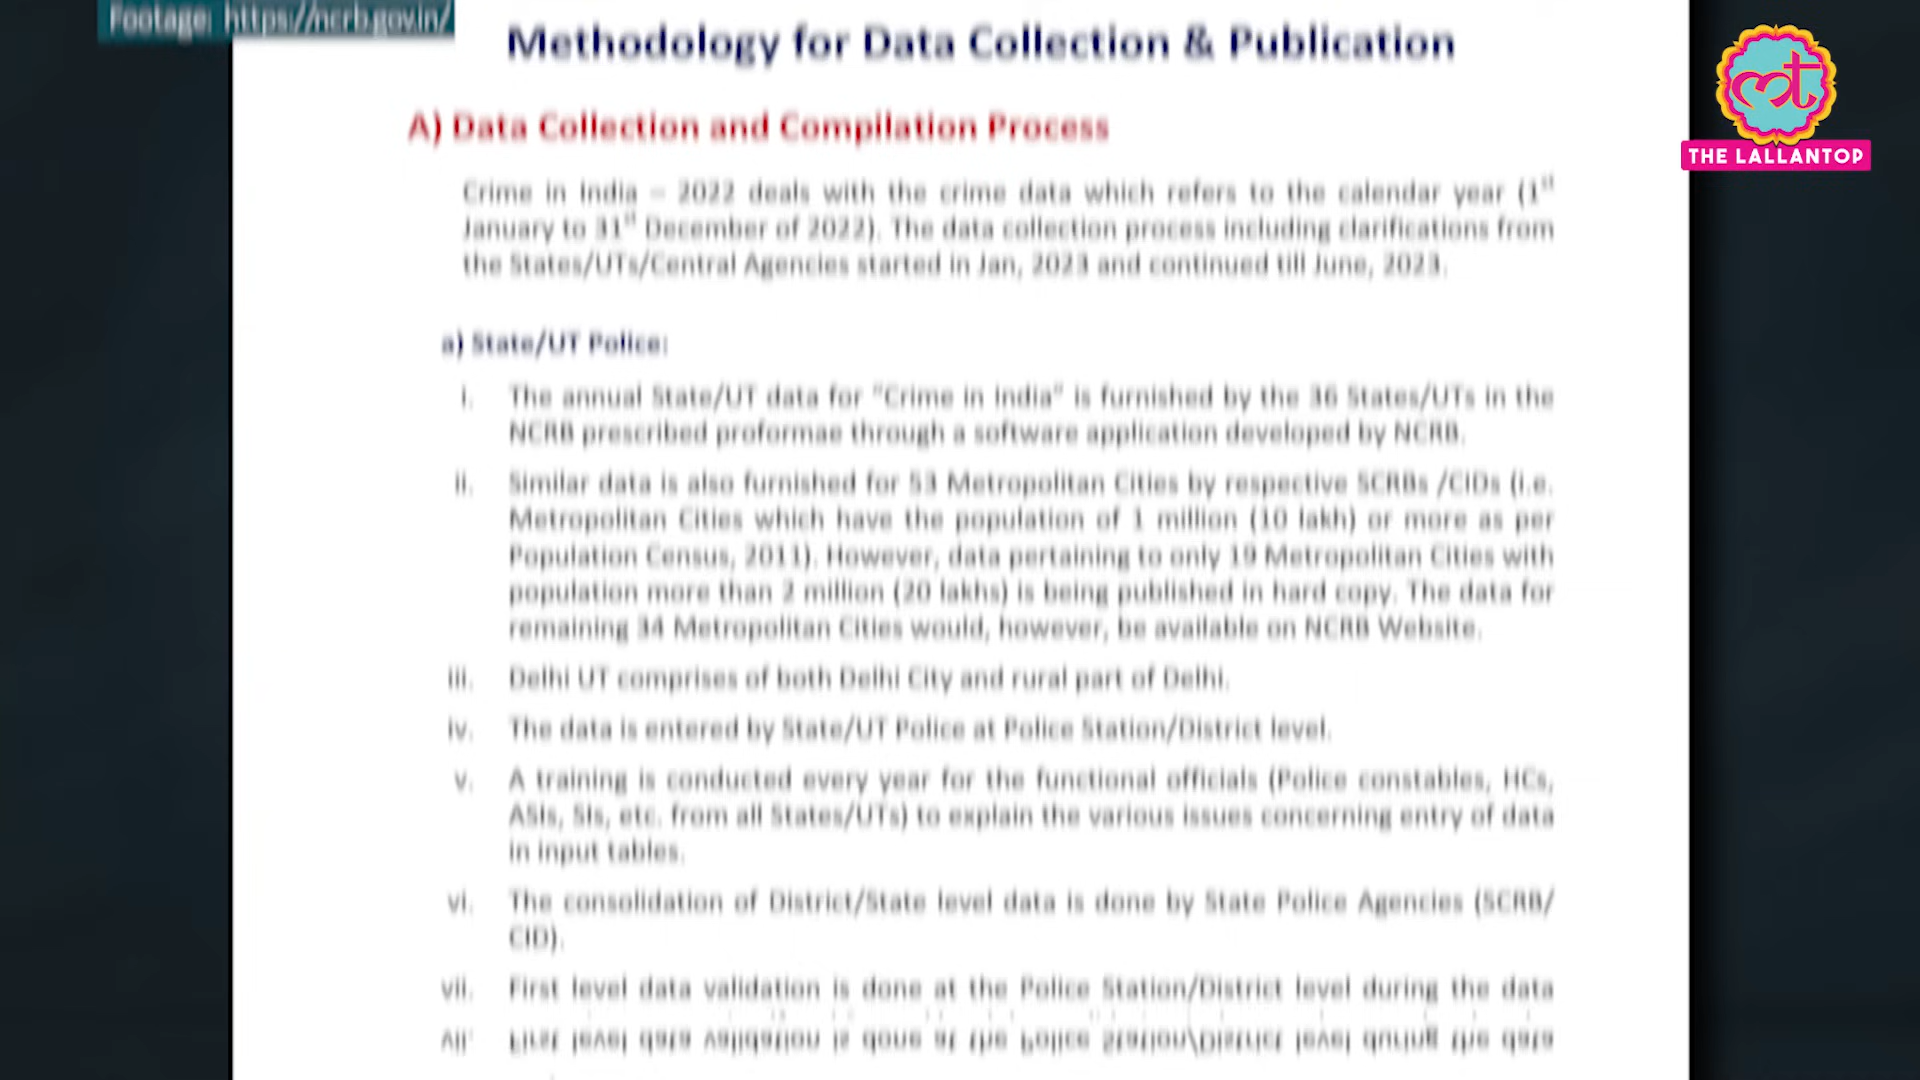 Footage: https://ncrb.gov.in/
Methodology for Data Collection & Publication
THE LALLANTOP
A) Data Collection and Compilation Process
Crime in India – 2022 deals with the crime data which refers to the calendar year (1st
January to 31st December of 2022). The data collection process including clarifications from
the States/UTs/Central Agencies started in Jan, 2023 and continued till June, 2023.
a) State/UT Police:
i. The annual State/UT data for "Crime in India" is furnished by the 36 States/UTs in the
NCRB prescribed proformae through a software application developed by NCRB.
ii. Similar data is also furnished for 53 Metropolitan Cities by respective SCRBs /CIDs (i.e.
Metropolitan Cities which have the population of 1 million (10 lakh) or more as per
Population Census, 2011). However, data pertaining to only 19 Metropolitan Cities with
population more than 2 million (20 lakhs) is being published in hard copy. The data for
remaining 34 Metropolitan Cities would, however, be available on NCRB Website.
iii. Delhi UT comprises of both Delhi City and rural part of Delhi.
iv. The data is entered by State/UT Police at Police Station/District level.
v. A training is conducted every year for the functional officials (Police constables, HCs,
ASIs, SIs, etc. from all States/UTs) to explain the various issues concerning entry of data
in input tables.
vi. The consolidation of District/State level data is done by State Police Agencies (SCRB/
CID).
vii. First level data validation is done at the Police Station/District level during the data